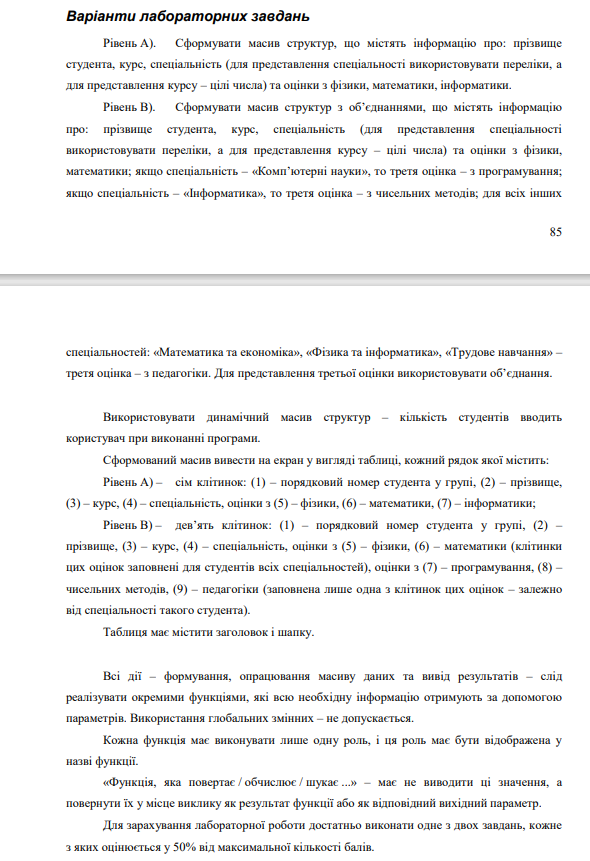 Варіанти лабораторних завдань
Рівень А). Сформувати масив структур, що містять інформацію про: прізвище
студента, курс, спеціальність (для представлення спеціальності використовувати переліки, а
для представлення курсу – цілі числа) та оцінки з фізики, математики, інформатики.
Рівень В). Сформувати масив структур з об’єднаннями, що містять інформацію
про: прізвище студента, курс, спеціальність (для представлення спеціальності
використовувати переліки, а для представлення курсу – цілі числа) та оцінки з фізики,
математики; якщо спеціальність – «Комп’ютерні науки», то третя оцінка – з програмування;
якщо спеціальність – «Інформатика», то третя оцінка – з чисельних методів; для всіх інших
85
спеціальностей: «Математика та економіка», «Фізика та інформатика», «Трудове навчання» –
третя оцінка – з педагогіки. Для представлення третьої оцінки використовувати об’єднання.
Використовувати динамічний масив структур – кількість студентів вводить
користувач при виконанні програми.
Сформований масив вивести на екран у вигляді таблиці, кожний рядок якої містить:
Рівень А) – сім клітинок: (1) – порядковий номер студента у групі, (2) – прізвище,
(3) – курс, (4) – спеціальність, оцінки з (5) – фізики, (6) – математики, (7) – інформатики;
Рівень В) – дев’ять клітинок: (1) – порядковий номер студента у групі, (2) –
прізвище, (3) – курс, (4) – спеціальність, оцінки з (5) – фізики, (6) – математики (клітинки
цих оцінок заповнені для студентів всіх спеціальностей), оцінки з (7) – програмування, (8) –
чисельних методів, (9) – педагогіки (заповнена лише одна з клітинок цих оцінок – залежно
від спеціальності такого студента).
Таблиця має містити заголовок і шапку.
Всі дії – формування, опрацювання масиву даних та вивід результатів – слід
реалізувати окремими функціями, які всю необхідну інформацію отримують за допомогою
параметрів. Використання глобальних змінних – не допускається.
Кожна функція має виконувати лише одну роль, і ця роль має бути відображена у
назві функції.
«Функція, яка повертає / обчислює / шукає ...» – має не виводити ці значення, а
повернути їх у місце виклику як результат функції або як відповідний вихідний параметр.
Для зарахування лабораторної роботи достатньо виконати одне з двох завдань, кожне
з яких оцінюється у 50% від максимальної кількості балів.